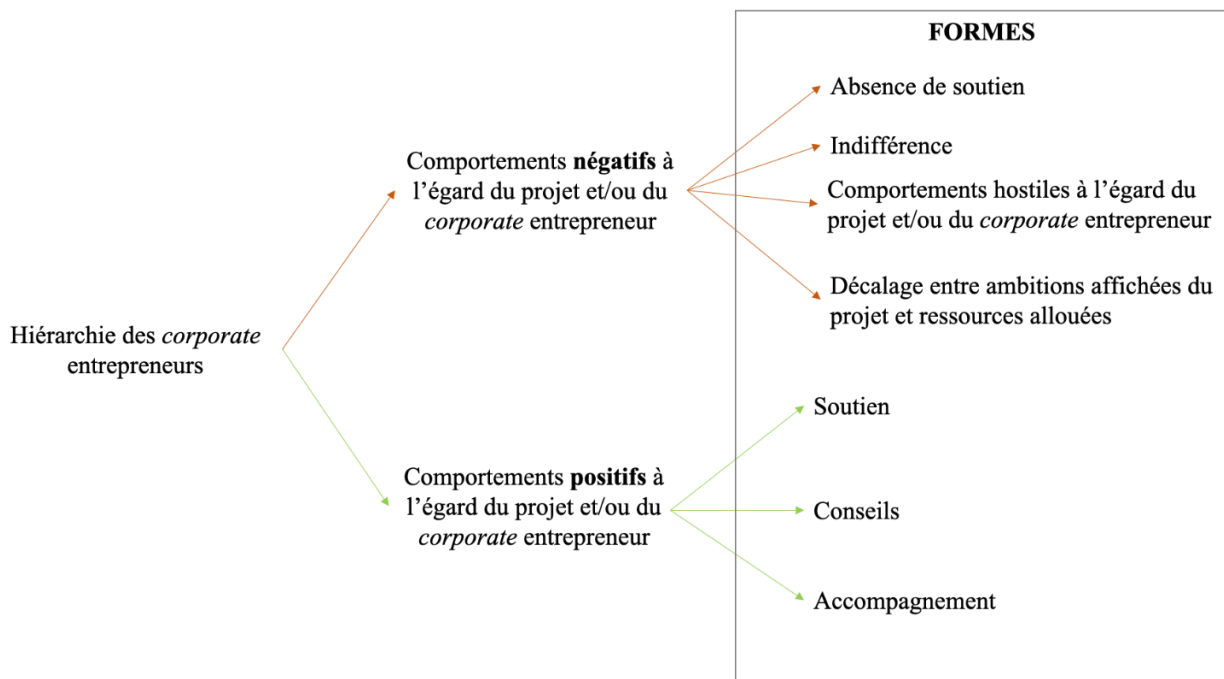 FORMES
Absence de soutien
Indifférence
Comportements négatifs à
l'égard du projet et/ou du
corporate entrepreneur
Comportements hostiles à l'égard du
projet et/ou du corporate entrepreneur
Décalage entre ambitions affichées du
projet et ressources allouées
Hiérarchie des corporate
entrepreneurs
Soutien
Comportements positifs à
l'égard du projet et/ou du
corporate entrepreneur
Conseils
Accompagnement